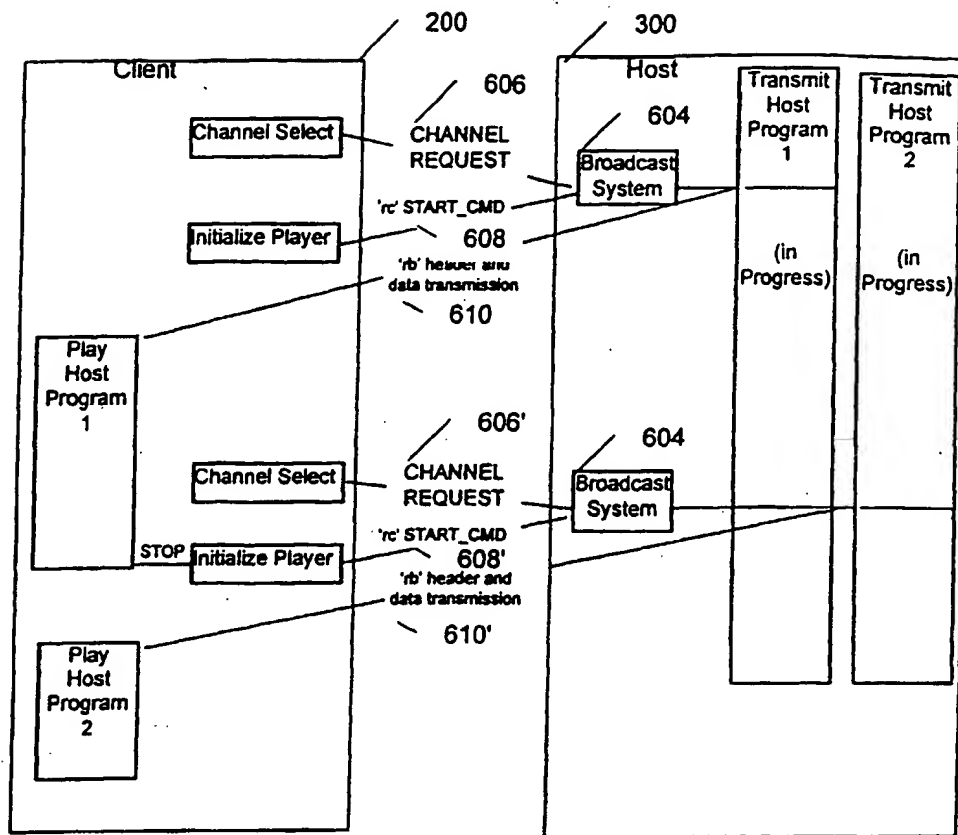 200
300
Client
Host
606
Transmit
Host
Program
1
Transmit
Host
Program
2
604
Channel Select
CHANNEL
REQUEST
Broadcast
System
'rc' START_CMD
Initialize Player
608
(in
Progress)
(in
Progress)
'rb' header and
data transmission
610
Play
Host
Program
1
606'
604
Channel Select
CHANNEL
REQUEST
Broadcast
System
'rc' START_CMD
STOP
Initialize Player
608'
'rb' header and
data transmission
610'
Play
Host
Program
2